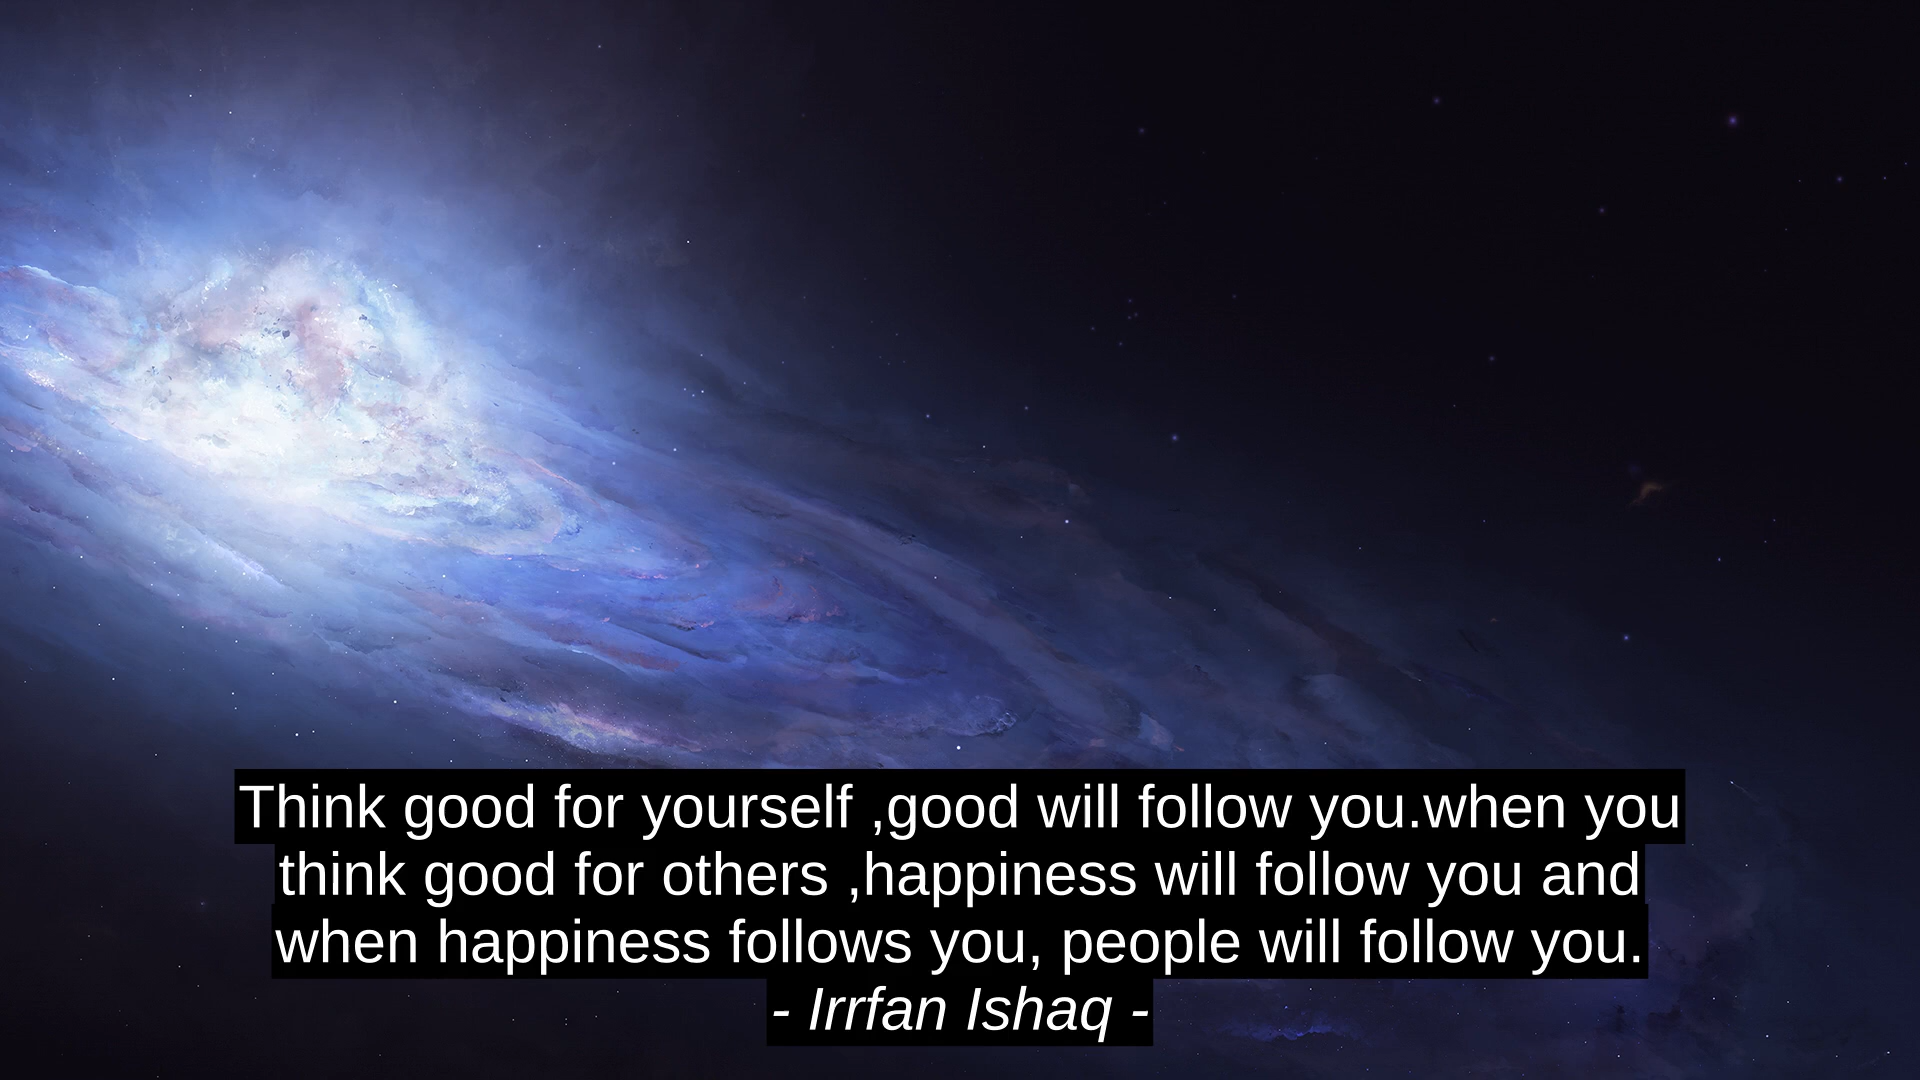 Think good for yourself ,good will follow you.when you
think good for others ,happiness will follow you and
when happiness follows you, people will follow you.
- Irrfan Ishaq -